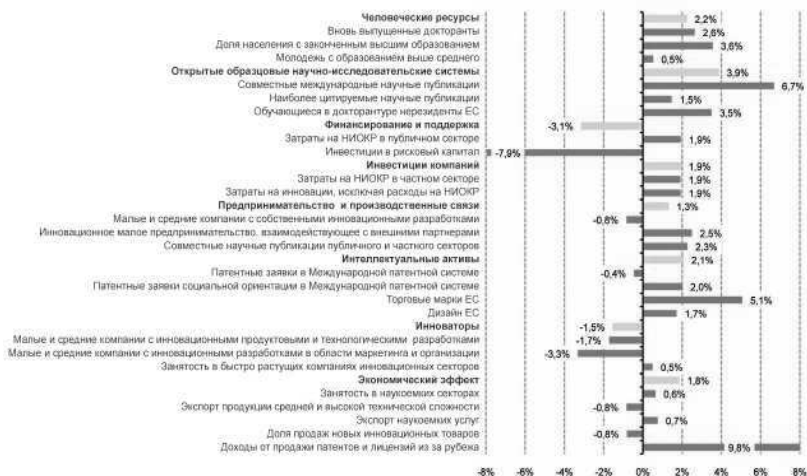 Человеческие ресурсы 2,2%
Вновь выпущенные докторанты 2,6%
Доля населения с законченным высшим образованием 3,6%
Молодежь с образованием выше среднего 0,5%
Открытые образцовые научно-исследовательские системы 3,9%
Совместные международные научные публикации 6,7%
Наиболее цитируемые научные публикации 1,5%
Обучающиеся в докторантуре нерезиденты ЕС 3,5%
Финансирование и поддержка -3,1%
Затраты на НИОКР в публичном секторе 1,9%
Инвестиции в рисковый капитал -7,9%
Инвестиции компаний 1,9%
Затраты на НИОКР в частном секторе 1,9%
Затраты на инновации, исключая расходы на НИОКР 1,9%
Предпринимательство и производственные связи 1,3%
Малые и средние компании с собственными инновационными разработками -0,8%
Инновационное малое предпринимательство, взаимодействующее с внешними партнерами 2,5%
Совместные научные публикации публичного и частного секторов 2,3%
Интеллектуальные активы 2,1%
Патентные заявки в Международной патентной системе -0,4%
Патентные заявки социальной ориентации в Международной патентной системе 2,0%
Торговые марки ЕС 5,1%
Дизайн ЕС 1,7%
Инноваторы -1,5%
Малые и средние компании с инновационными продуктовыми и технологическими разработками -1,7%
Малые и средние компании с инновационными разработками в области маркетинга и организации -3,3%
Занятость в быстро растущих компаниях инновационных секторов 0,5%
Экономический эффект 1,8%
Занятость в наукоемких секторах 0,6%
Экспорт продукции средней и высокой технической сложности -0,8%
Экспорт наукоемких услуг 0,7%
Доля продаж новых инновационных товаров -0,8%
Доходы от продажи патентов и лицензий из за рубежа 9,8%
-8% -6% -4% -2% 0% 2% 4% 6% 8%